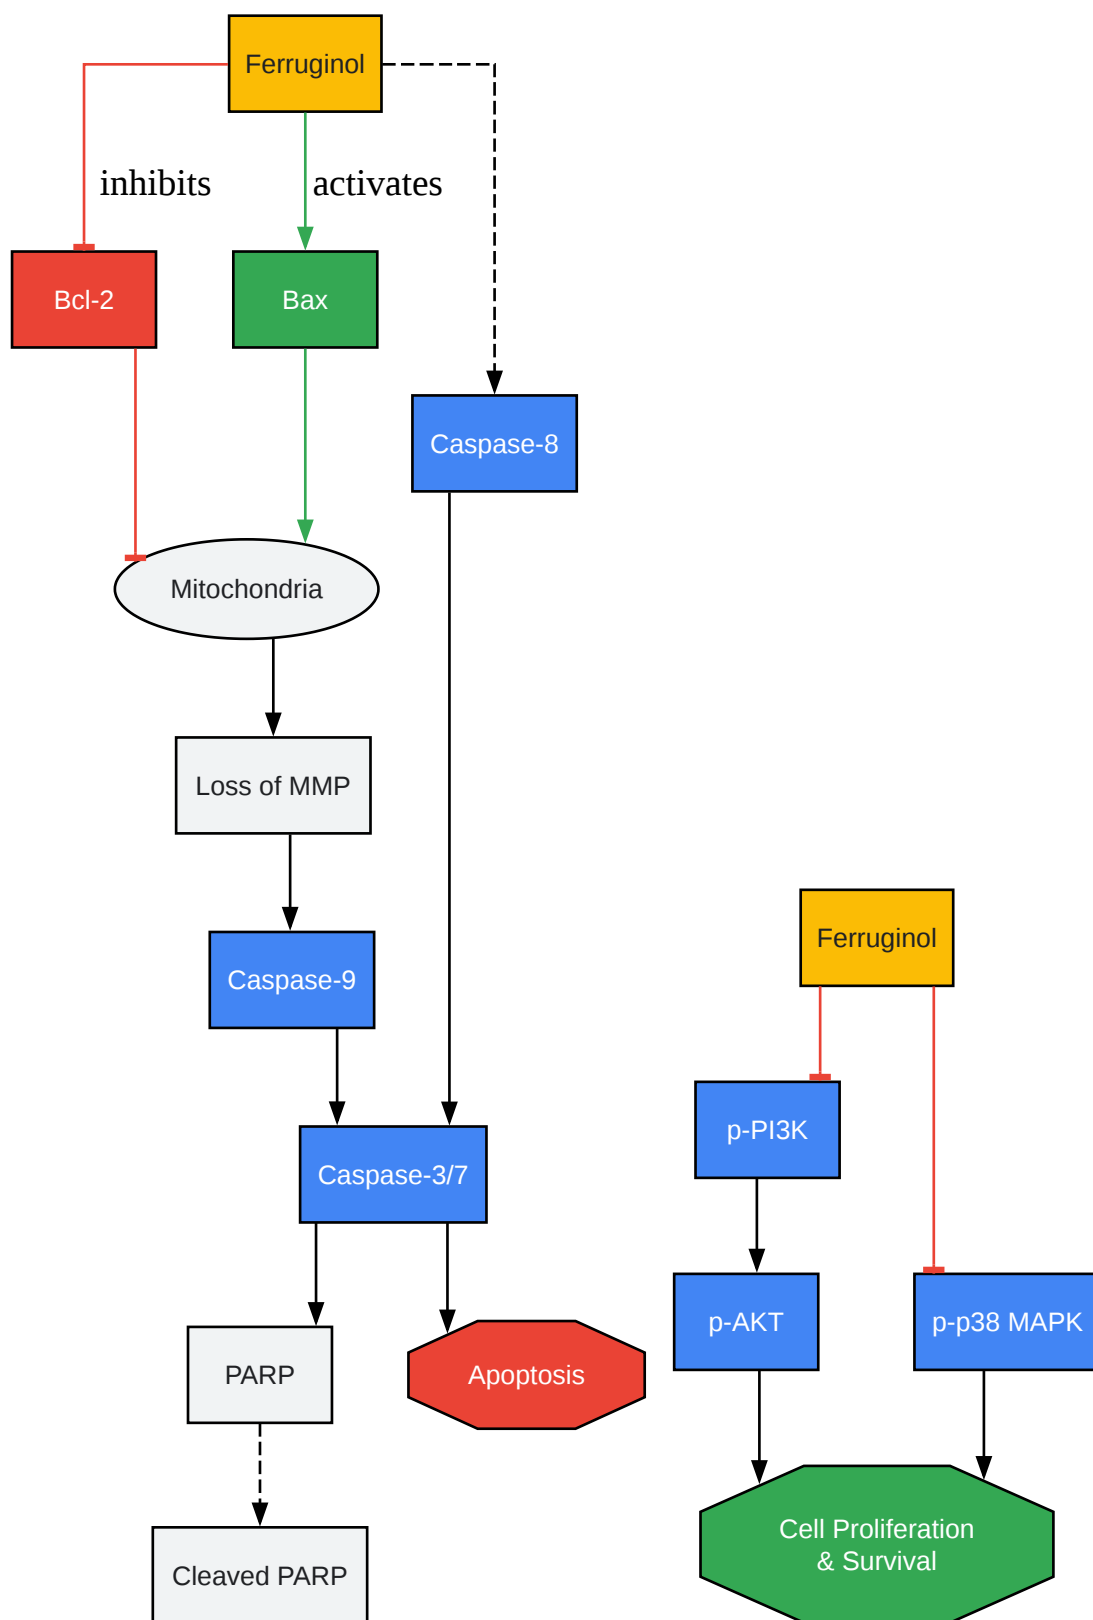 Ferruginol
inhibits
activates
Bcl-2
Bax
Caspase-8
Mitochondria
Loss of MMP
Caspase-9
Caspase-3/7
PARP
Apoptosis
Cleaved PARP
Ferruginol
p-PI3K
p-AKT
p-p38 MAPK
Cell Proliferation
& Survival